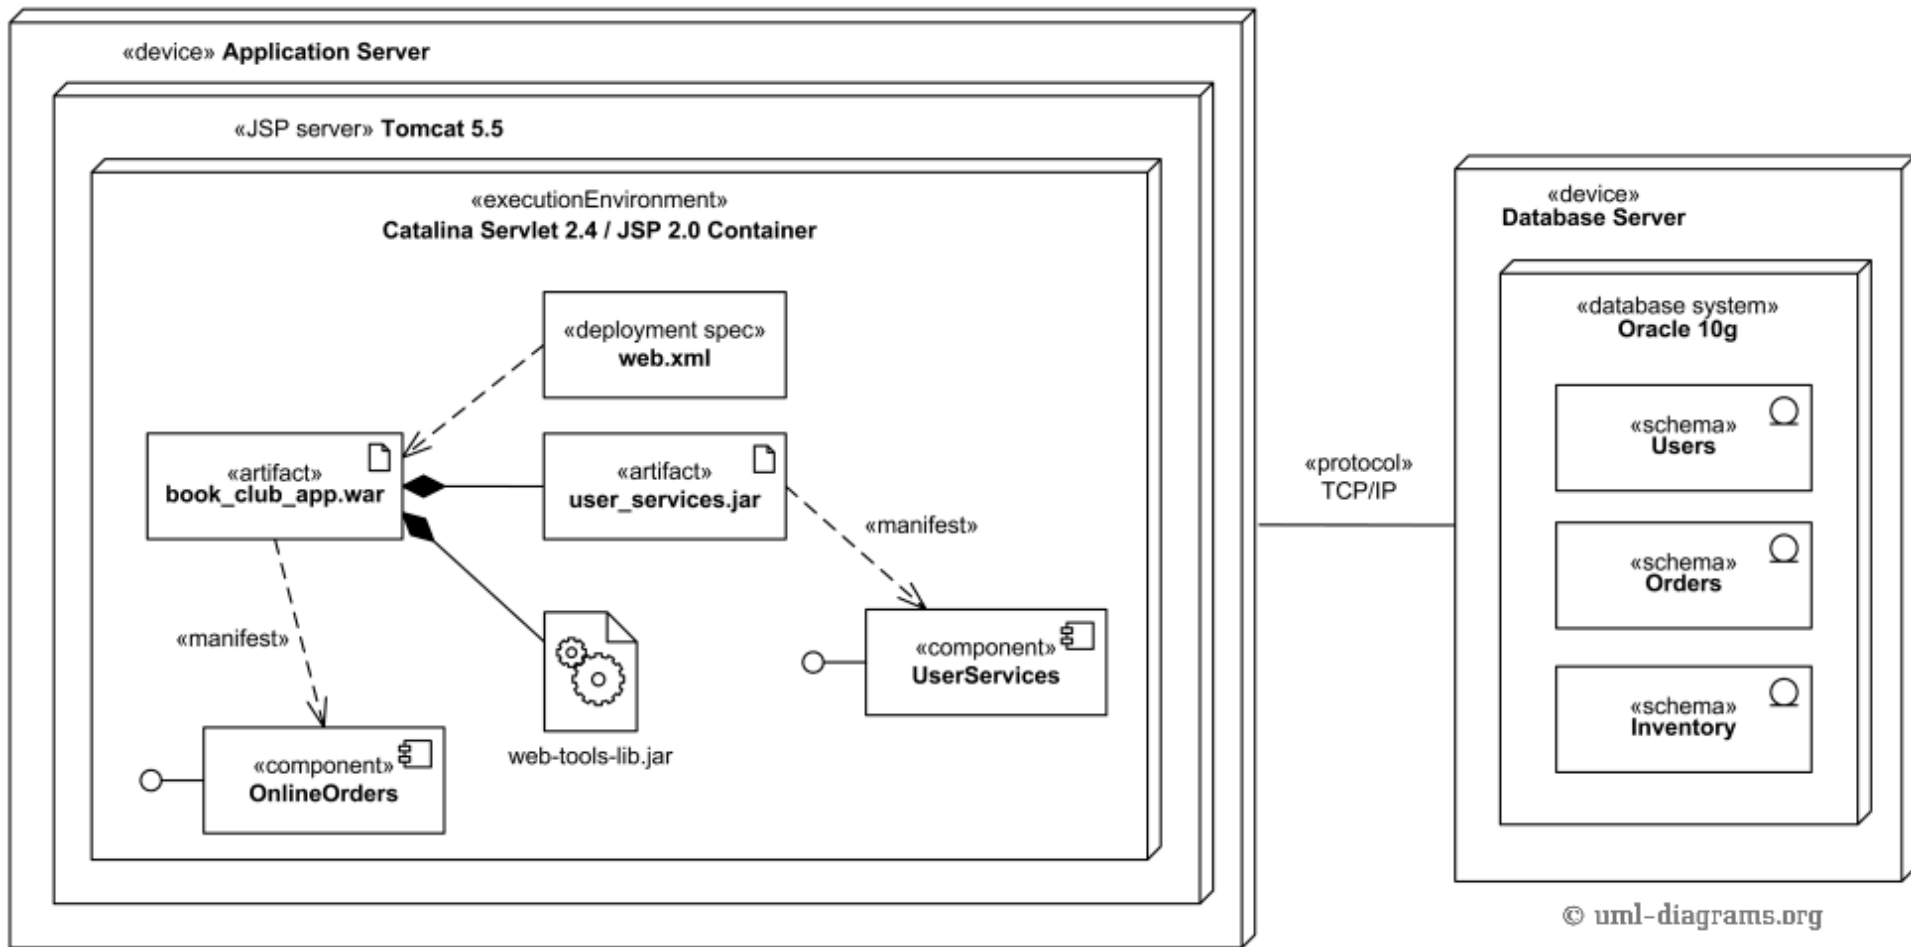 «device» Application Server
«JSP server» Tomcat 5.5
«executionEnvironment»
Catalina Servlet 2.4 / JSP 2.0 Container
«deployment spec»
web.xml
«artifact»
book_club_app.war
«artifact»
user_services.jar
«manifest»
«manifest»
«component»
UserServices
web-tools-lib.jar
«component»
OnlineOrders
«protocol»
TCP/IP
«device»
Database Server
«database system»
Oracle 10g
«schema»
Users
«schema»
Orders
«schema»
Inventory
© uml-diagrams.org